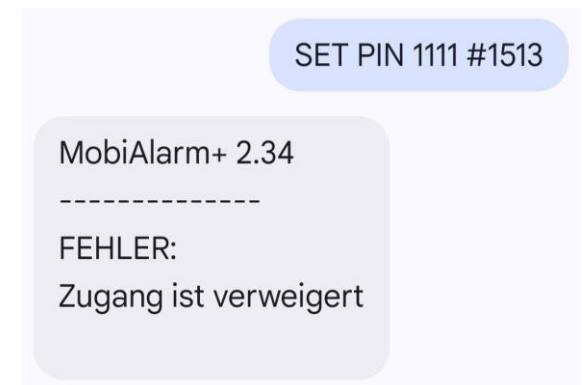 SET PIN 1111 #1513
MobiAlarm+ 2.34
--------------
FEHLER:
Zugang ist verweigert